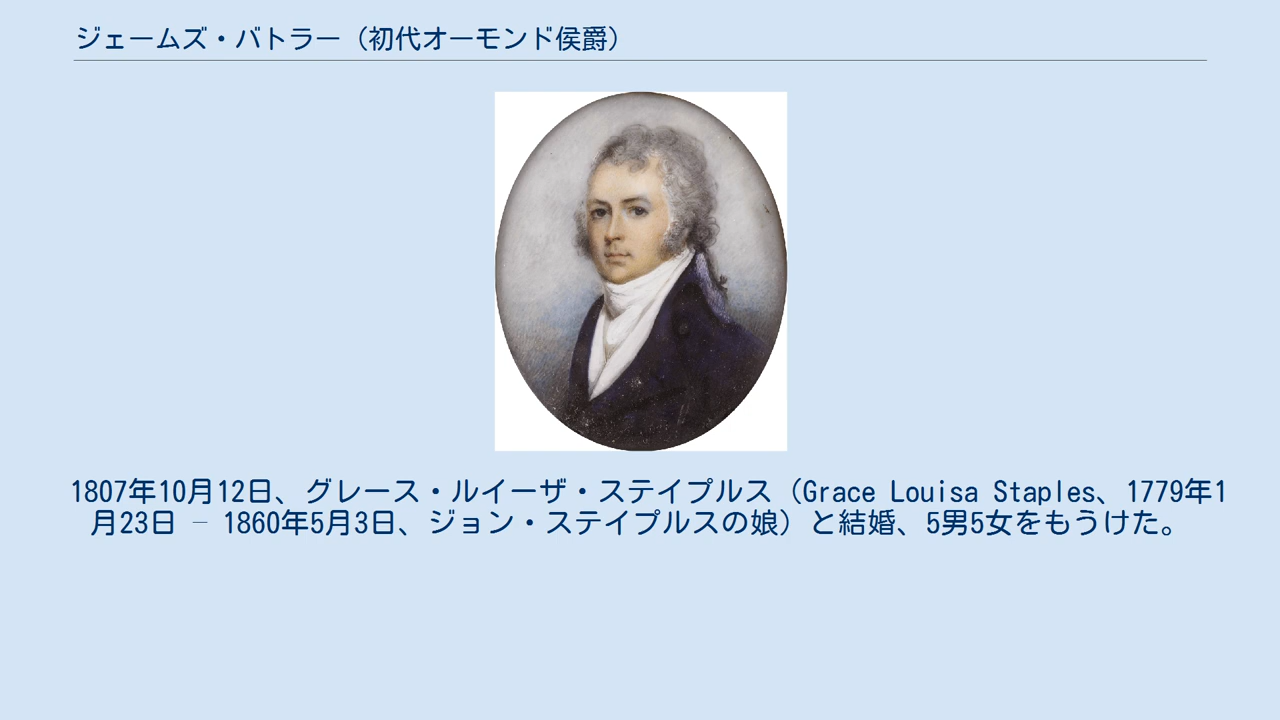 ジェームズ・バトラー（初代オーモンド侯爵）
1807年10月12日、グレース・ルイーザ・ステイプルス（Grace Louisa Staples、1779年1
月23日 – 1860年5月3日、ジョン・ステイプルスの娘）と結婚、5男5女をもうけた。